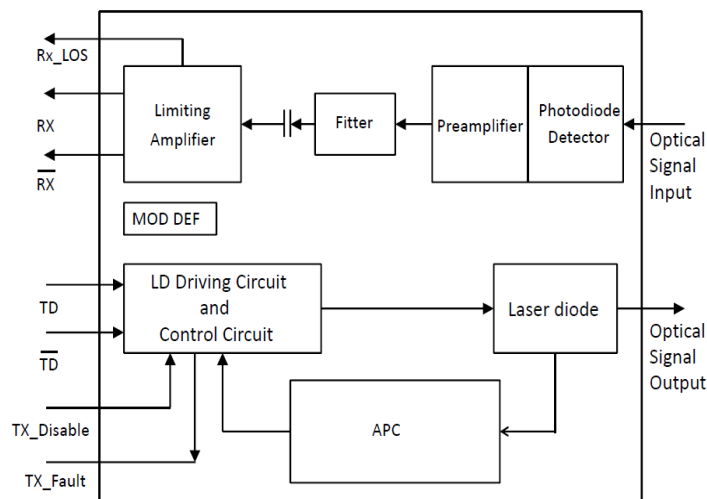 Rx_LOS
RX
RX
Limiting
Amplifier
Fitter
Preamplifier
Photodiode
Detector
Optical
Signal
Input
MOD DEF
TD
TD
LD Driving Circuit
and
Control Circuit
Laser diode
Optical
Signal
Output
TX_Disable
APC
TX_Fault